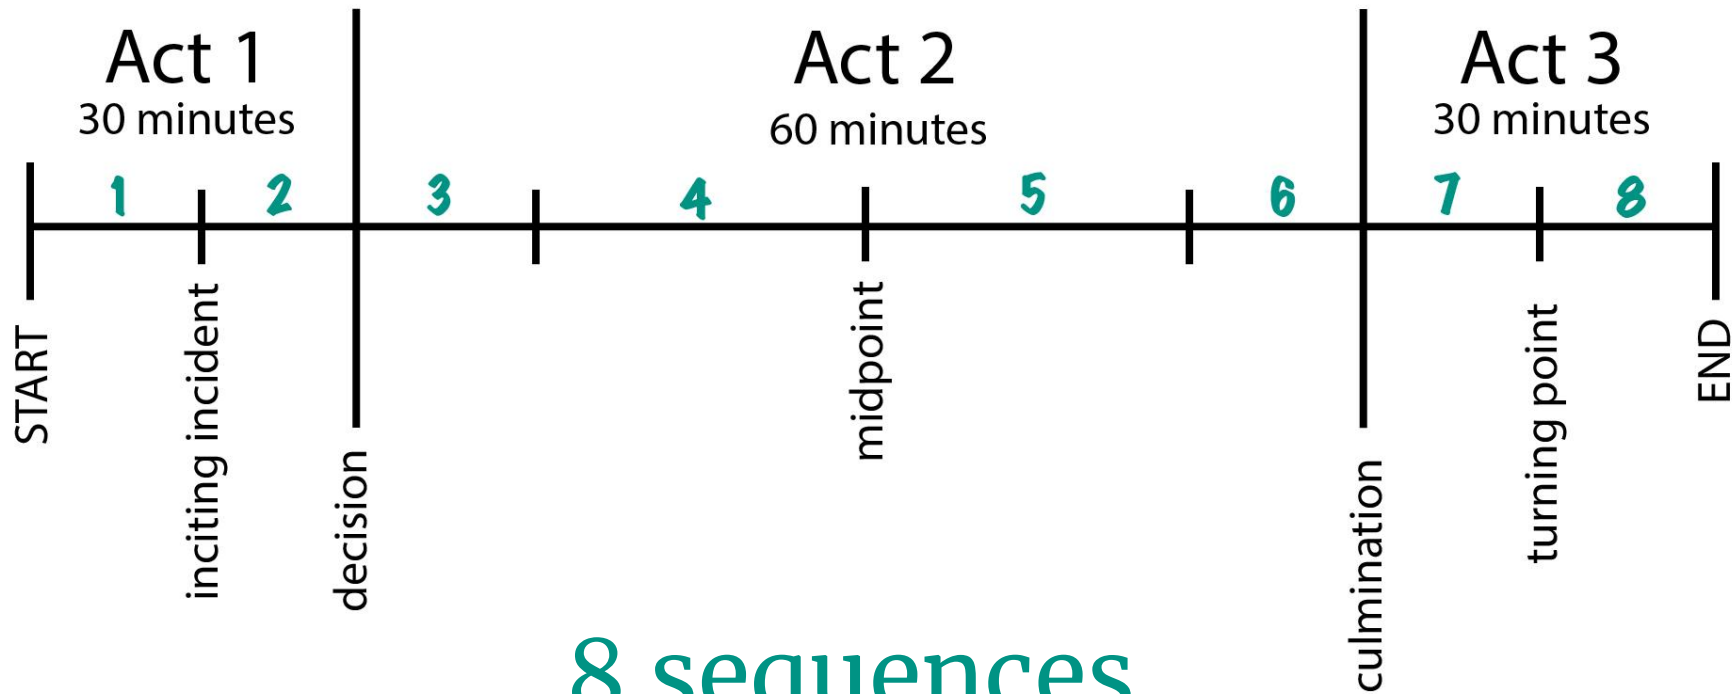 Act 1
30 minutes
Act 2
60 minutes
Act 3
30 minutes
1
2
3
4
5
6
7
8
START
inciting incident
decision
midpoint
culmination
turning point
END
8 sequences